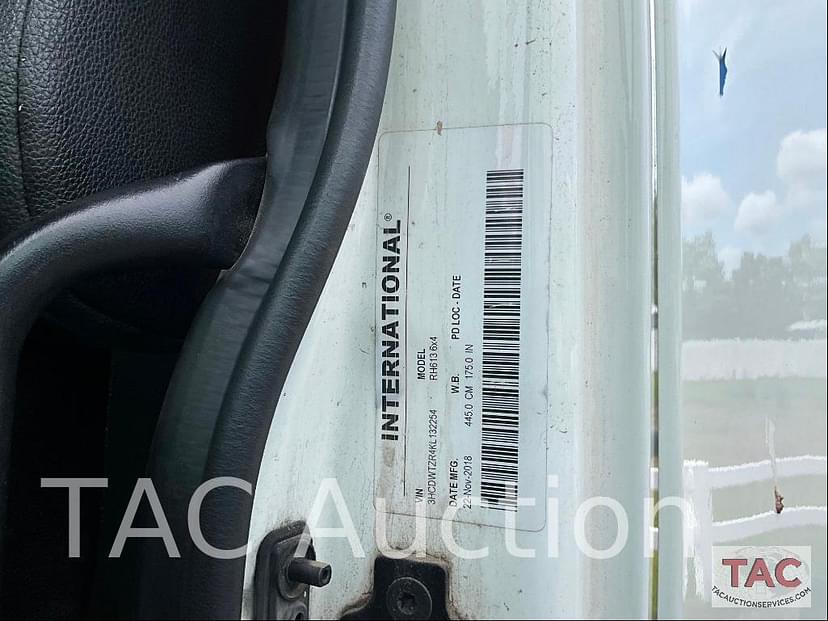 INTERNATIONAL®
VIN MODEL
3HCDWTZR4KL132254 RH613 6x4
DATE MFG. W.B. PD LOC - DATE
22-Nov-2018 445.0 CM 175.0 IN
TAC Auction
TAC
TACAUCTIONSERVICES.COM